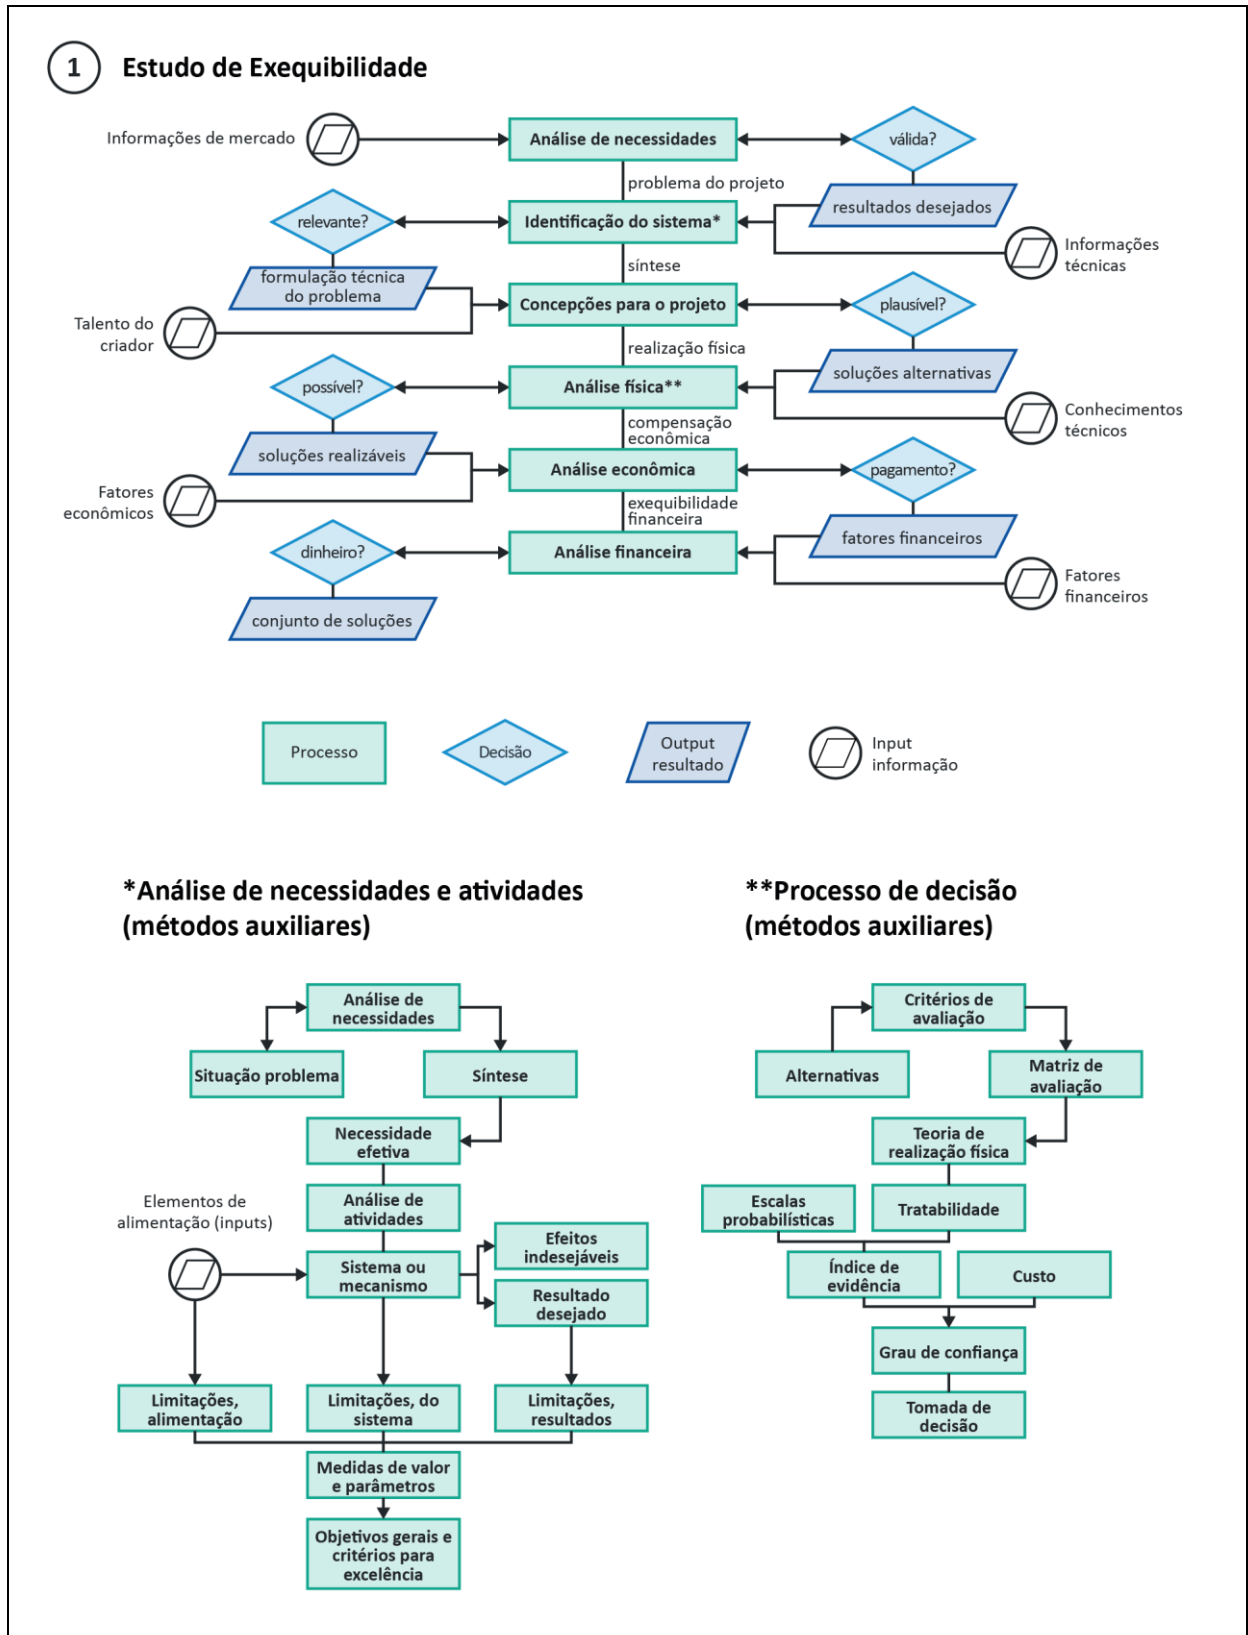 1 Estudo de Exequibilidade
Informações de mercado
Análise de necessidades
válida?
problema do projeto
resultados desejados
relevante?
Identificação do sistema*
Informações
técnicas
formulação técnica
do problema
síntese
Concepções para o projeto
plausível?
Talento do
criador
realização física
soluções alternativas
possível?
Análise física**
Conhecimentos
técnicos
compensação
econômica
soluções realizáveis
Análise econômica
pagamento?
Fatores
econômicos
exequibilidade
financeira
fatores financeiros
dinheiro?
Análise financeira
Fatores
financeiros
conjunto de soluções
Processo
Decisão
Output
resultado
Input
informação
*Análise de necessidades e atividades
(métodos auxiliares)
Análise de
necessidades
Situação problema
Síntese
Necessidade
efetiva
Elementos de
alimentação (inputs)
Análise de
atividades
Sistema ou
mecanismo
Efeitos
indesejáveis
Resultado
desejado
Limitações,
alimentação
Limitações, do
sistema
Limitações,
resultados
Medidas de valor
e parâmetros
Objetivos gerais e
critérios para
excelência
**Processo de decisão
(métodos auxiliares)
Critérios de
avaliação
Alternativas
Matriz de
avaliação
Teoria de
realização física
Escalas
probabilísticas
Tratabilidade
Índice de
evidência
Custo
Grau de confiança
Tomada de
decisão